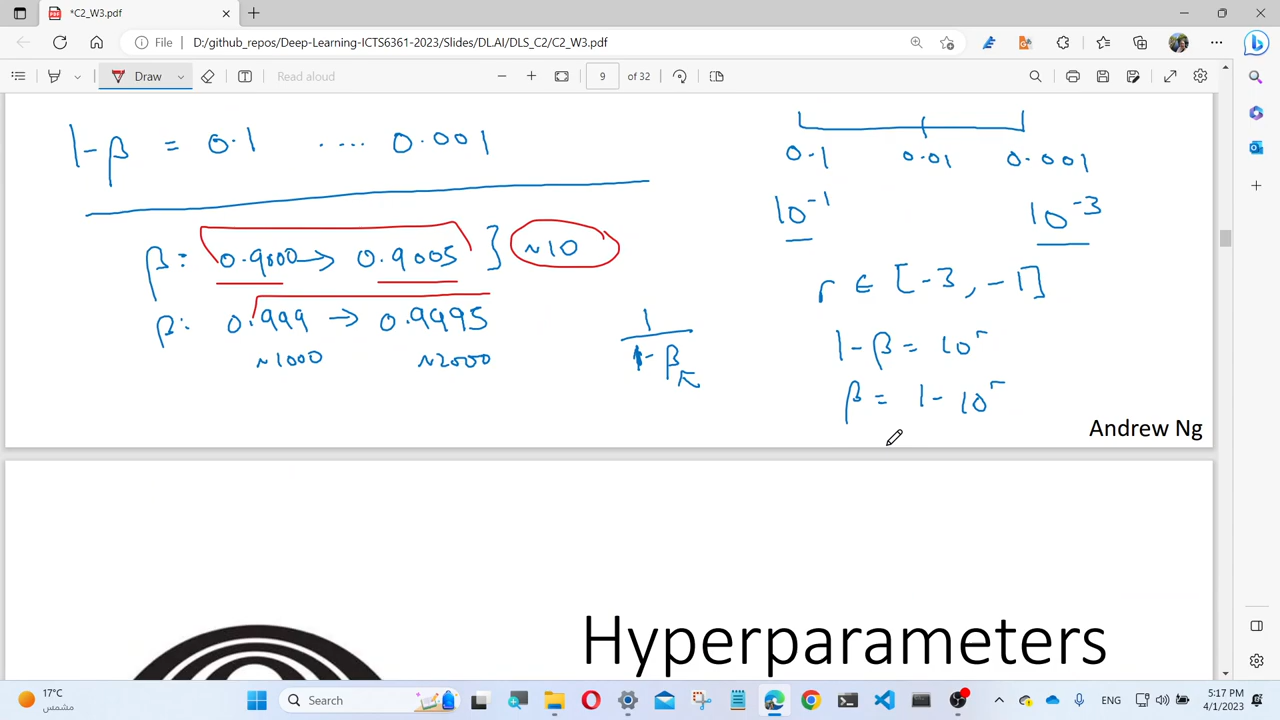 *C2_W3.pdf
File D:/github_repos/Deep-Learning-ICTS6361-2023/Slides/DL.AI/DLS_C2/C2_W3.pdf
Draw Read aloud 9 of 32
1-β = 0.1 .... 0.001
0.1 0.01 0.001
10^-1 10^-3
β: 0.9000 → 0.9005 } ~10
r ∈ [-3, -1]
β: 0.999 → 0.9995
~1000 ~2000
1
1-β
1-β = 10^r
β = 1-10^r
Andrew Ng
Hyperparameters
17°C
مشمس
Search
ENG
5:17 PM
4/1/2023